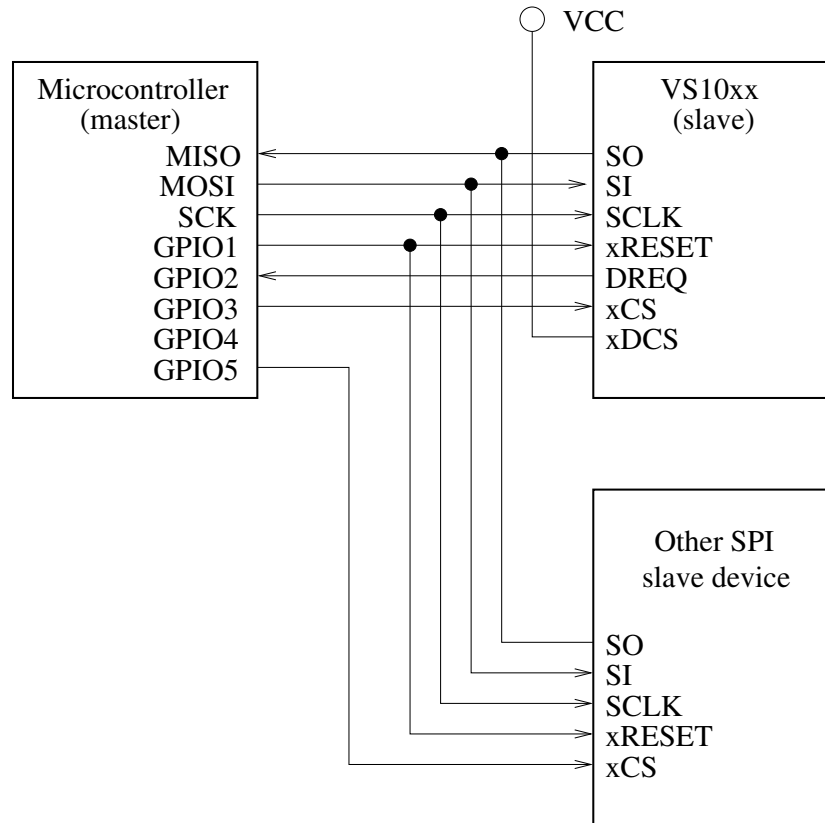 VCC
Microcontroller
(master)
MISO
MOSI
SCK
GPIO1
GPIO2
GPIO3
GPIO4
GPIO5
VS10xx
(slave)
SO
SI
SCLK
xRESET
DREQ
xCS
xDCS
Other SPI
slave device
SO
SI
SCLK
xRESET
xCS